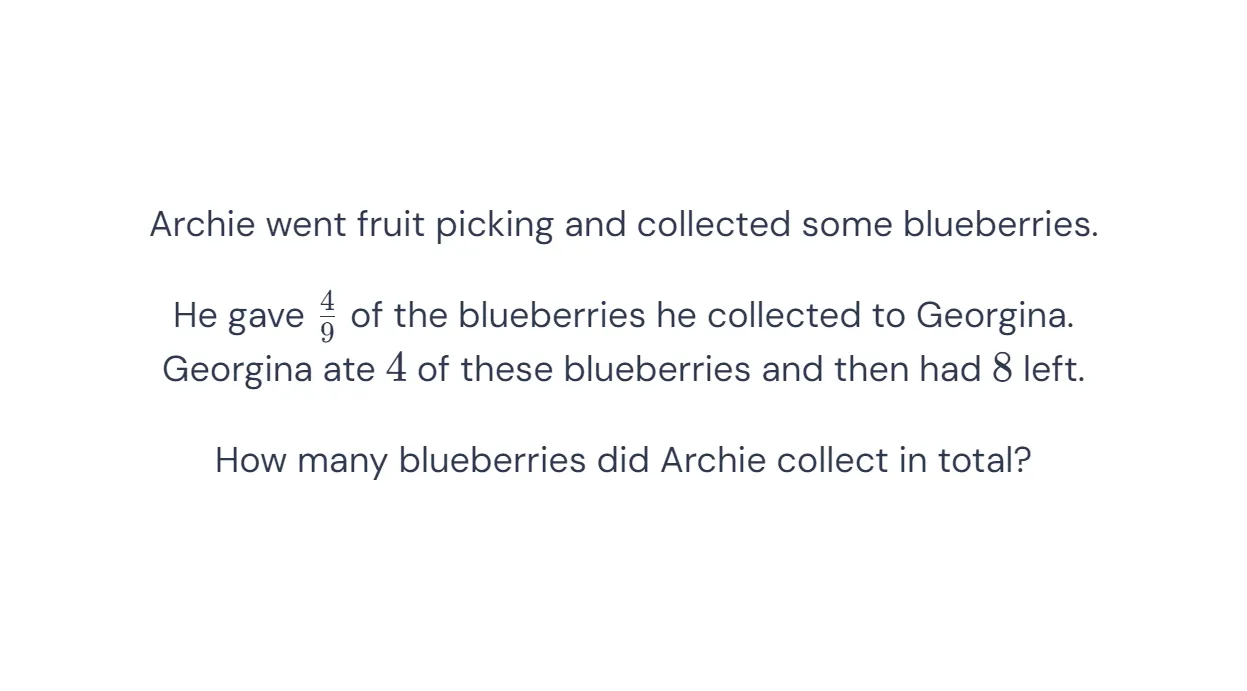 Archie went fruit picking and collected some blueberries.
He gave 4/9 of the blueberries he collected to Georgina.
Georgina ate 4 of these blueberries and then had 8 left.
How many blueberries did Archie collect in total?